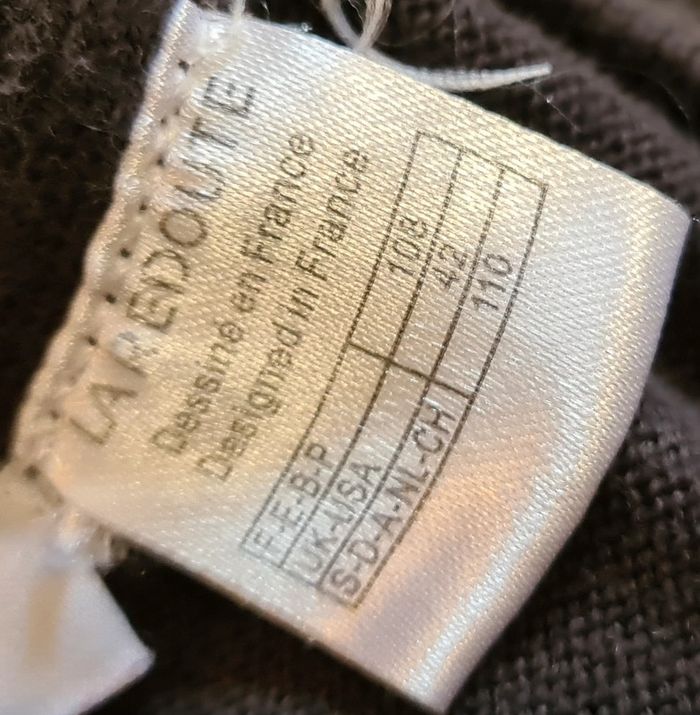 LA REDOUTE
Dessiné en France
Designed in France
F-E-B-P 108
UK-USA 42
S-D-A-NL-CH 110